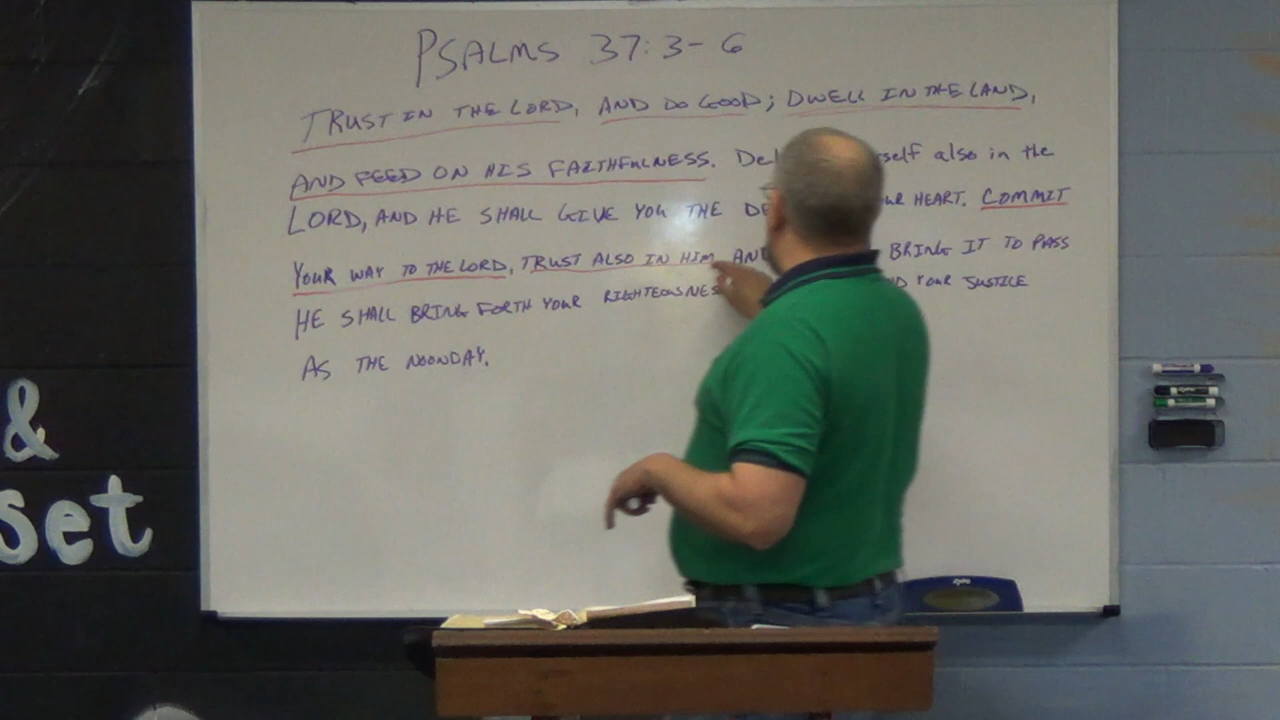 PSALMS 37:3-6
TRUST IN THE LORD, AND DO GOOD; DWELL IN THE LAND,
AND FEED ON HIS FAITHFULNESS. also in the
LORD, AND HE SHALL GIVE YOU THE HEART. COMMIT
YOUR WAY TO THE LORD, TRUST ALSO IN HIM BRING IT TO PASS
HE SHALL BRING FORTH YOUR YOUR JUSTICE
AS THE NOONDAY.
&
set
EXPO